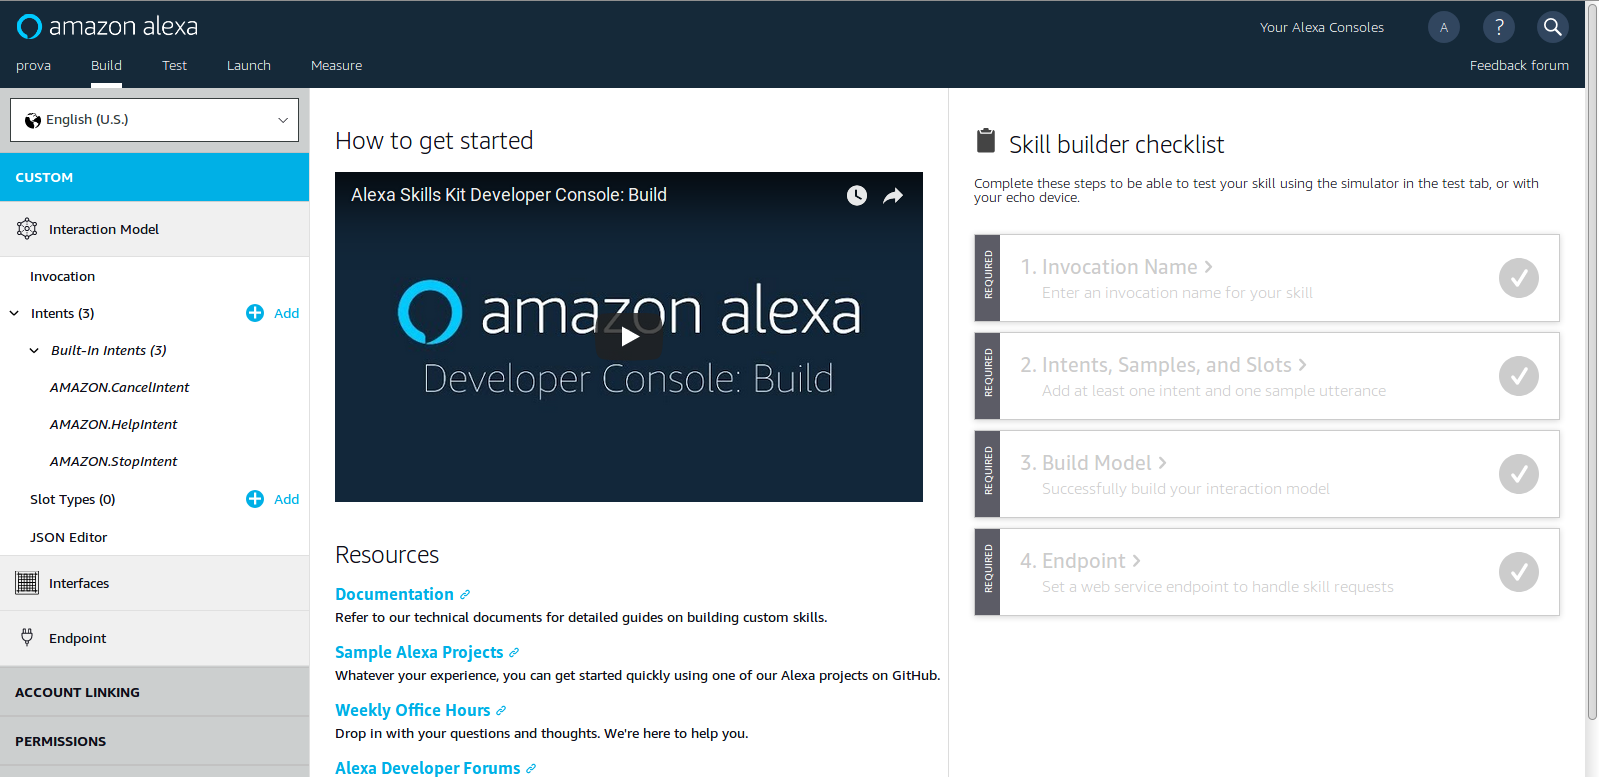 amazon alexa
Your Alexa Consoles
A
?
prova
Build
Test
Launch
Measure
Feedback forum
English (U.S.)
CUSTOM
Interaction Model
Invocation
Intents (3)
Add
Built-In Intents (3)
AMAZON.CancelIntent
AMAZON.HelpIntent
AMAZON.StopIntent
Slot Types (0)
Add
JSON Editor
Interfaces
Endpoint
ACCOUNT LINKING
PERMISSIONS
How to get started
Alexa Skills Kit Developer Console: Build
amazon alexa
Developer Console: Build
Resources
Documentation
Refer to our technical documents for detailed guides on building custom skills.
Sample Alexa Projects
Whatever your experience, you can get started quickly using one of our Alexa projects on GitHub.
Weekly Office Hours
Drop in with your questions and thoughts. We're here to help you.
Alexa Developer Forums
Skill builder checklist
Complete these steps to be able to test your skill using the simulator in the test tab, or with
your echo device.
REQUIRED
1. Invocation Name >
Enter an invocation name for your skill
REQUIRED
2. Intents, Samples, and Slots >
Add at least one intent and one sample utterance
REQUIRED
3. Build Model >
Successfully build your interaction model
REQUIRED
4. Endpoint >
Set a web service endpoint to handle skill requests